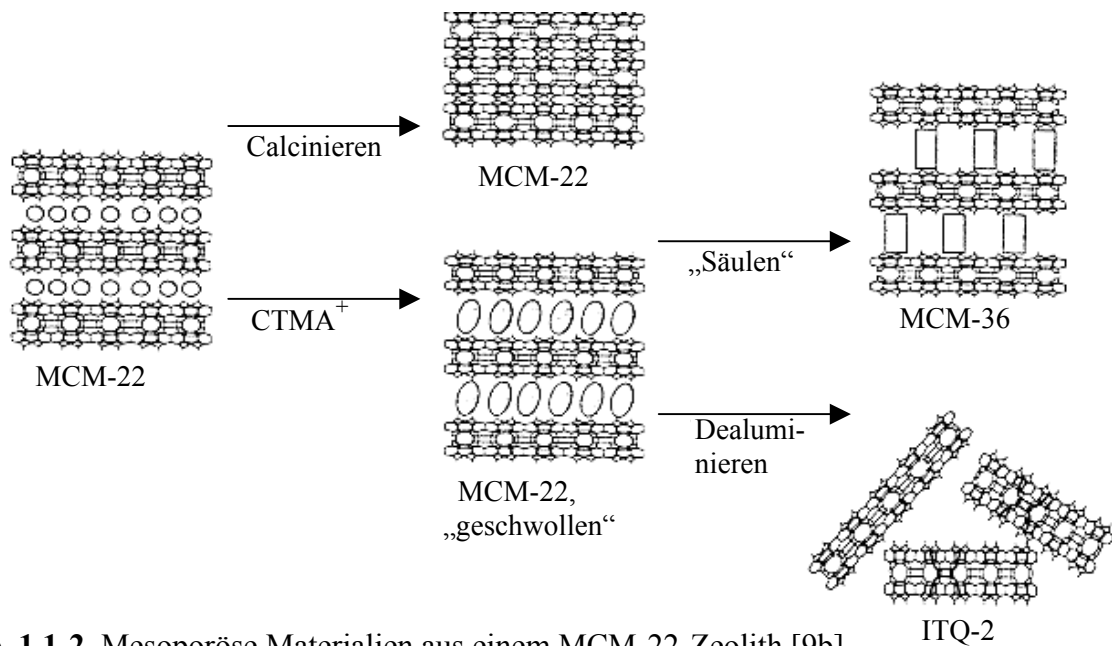 Calcinieren
MCM-22
MCM-22
CTMA+
MCM-22,
„geschwollen“
„Säulen“
MCM-36
Dealumi-
nieren
ITQ-2
1.1.2. Mesoporöse Materialien aus einem MCM-22-Zeolith [9b]